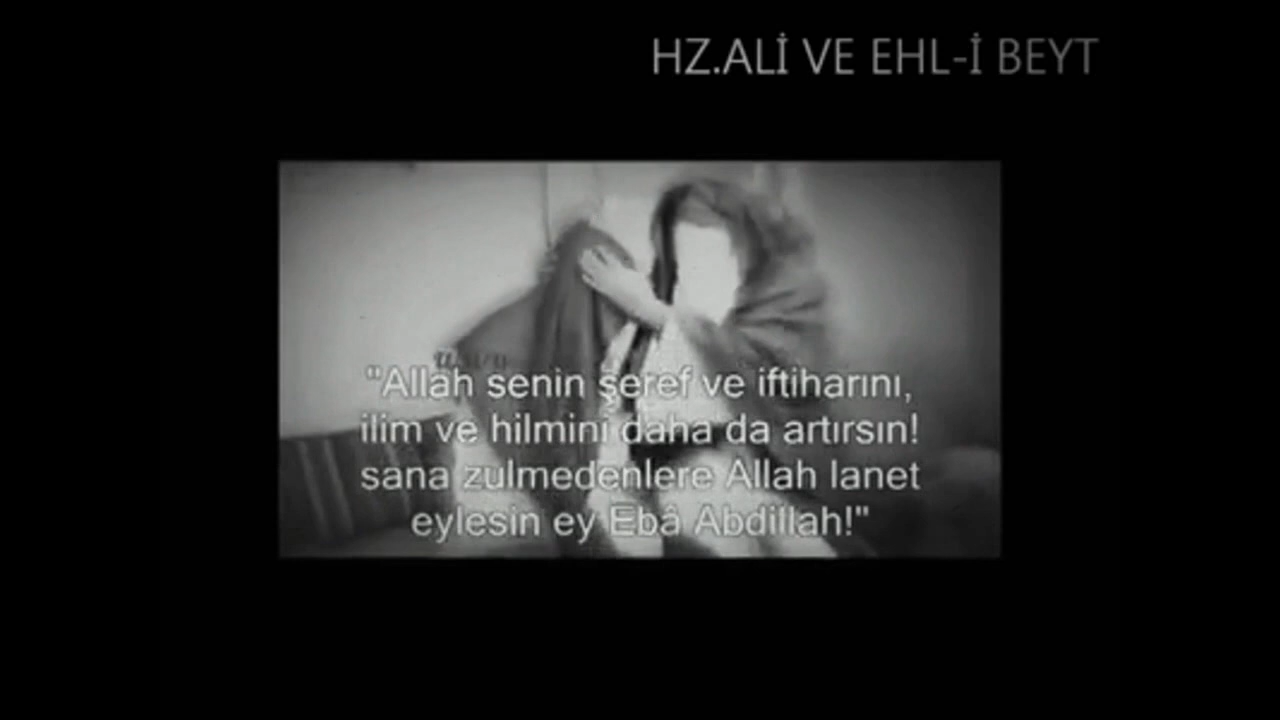 HZ.ALİ VE EHL-İ BEYT
"Allah senin şeref ve iftiharını,
ilim ve hilmini daha da artırsın!
sana zulmedenlere Allah lanet
eylesin ey Ebâ Abdillah!"